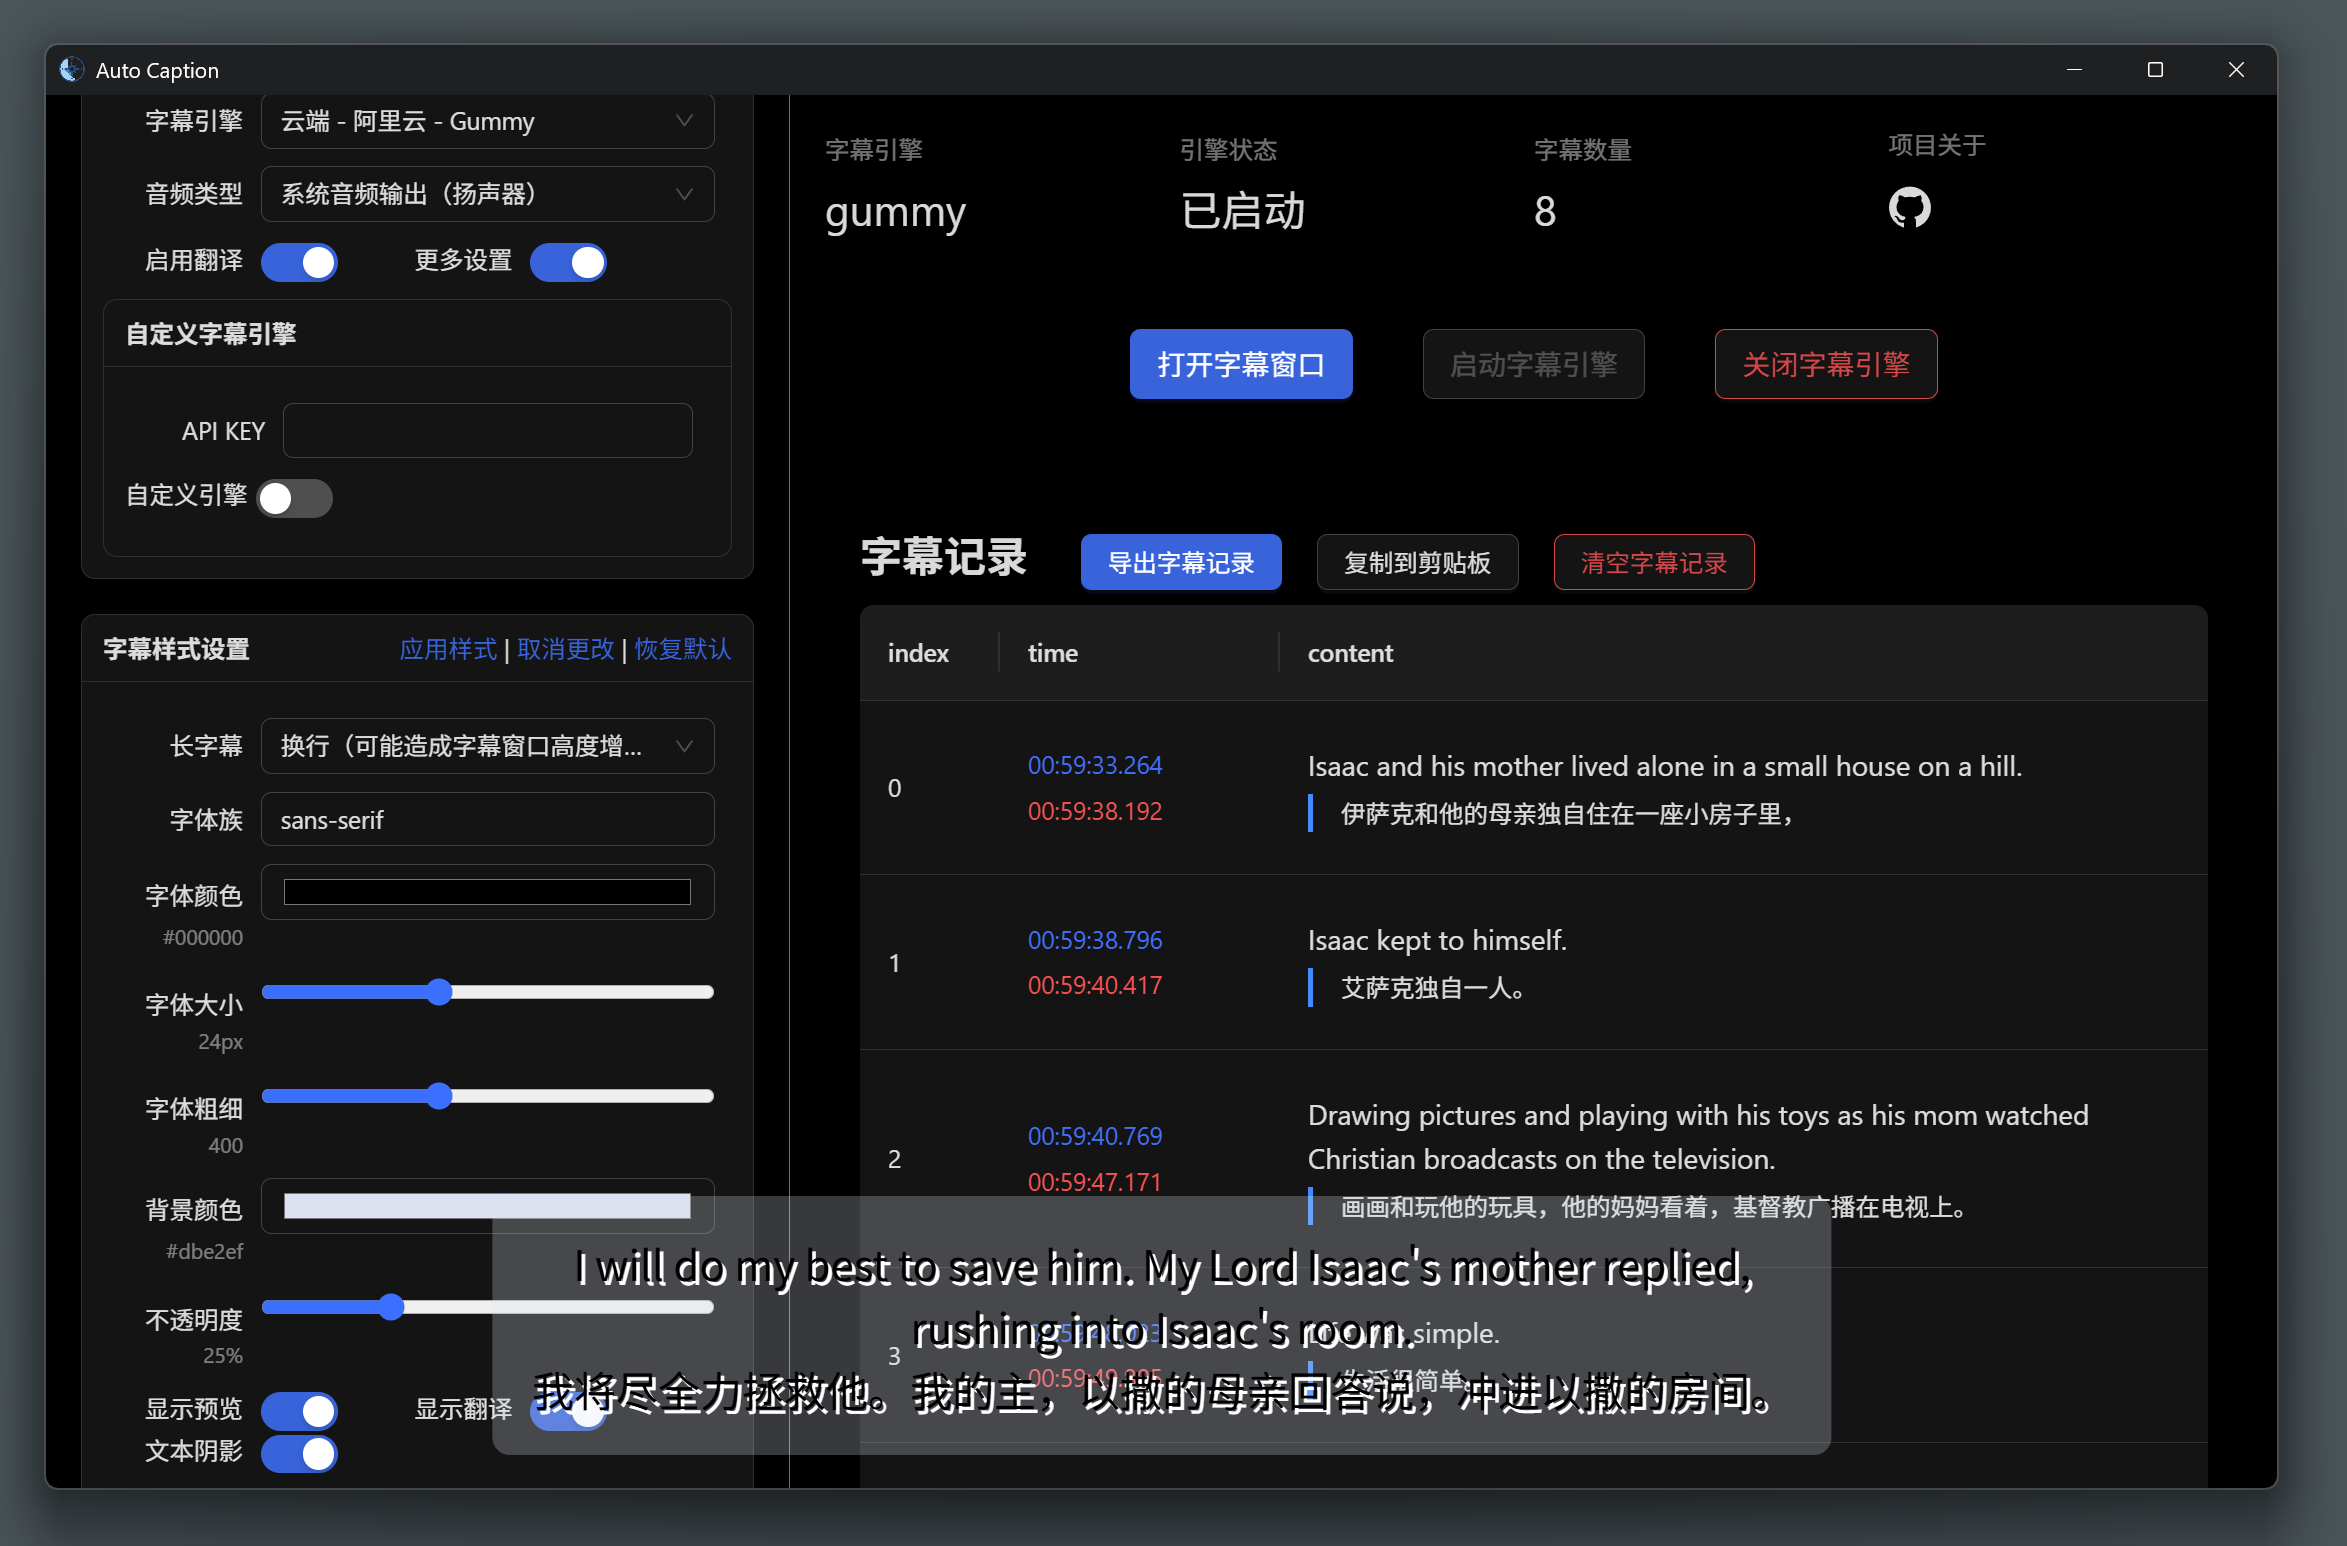 Auto Caption
字幕引擎
云端 - 阿里云 - Gummy
音频类型
系统音频输出（扬声器）
启用翻译
更多设置
自定义字幕引擎
API KEY
自定义引擎
字幕样式设置
应用样式 | 取消更改 | 恢复默认
长字幕
换行（可能造成字幕窗口高度增...
字体族
sans-serif
字体颜色
#000000
字体大小
24px
字体粗细
400
背景颜色
#dbe2ef
不透明度
25%
显示预览
显示翻译
文本阴影
字幕引擎
gummy
引擎状态
已启动
字幕数量
8
项目关于
打开字幕窗口
启动字幕引擎
关闭字幕引擎
字幕记录
导出字幕记录
复制到剪贴板
清空字幕记录
index
time
content
0
00:59:33.264
00:59:38.192
Isaac and his mother lived alone in a small house on a hill.
伊萨克和他的母亲独自住在一座小房子里，
1
00:59:38.796
00:59:40.417
Isaac kept to himself.
艾萨克独自一人。
2
00:59:40.769
00:59:47.171
Drawing pictures and playing with his toys as his mom watched
Christian broadcasts on the television.
画画和玩他的玩具，他的妈妈看着，基督教广播在电视上。
3
simple.
I will do my best to save him. My Lord Isaac's mother replied,
rushing into Isaac's room.
我将尽全力拯救他。我的主，以撒的母亲回答说，冲进以撒的房间。